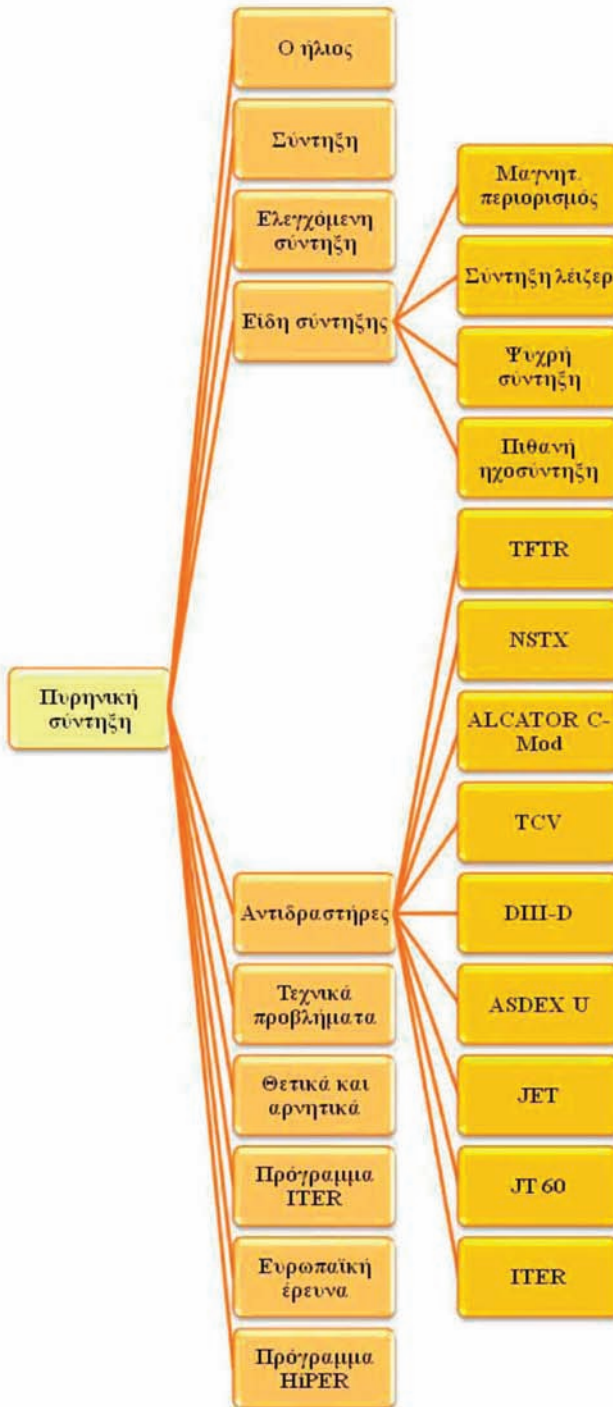 Ο ήλιος
Σύντηξη
Ελεγχόμενη
σύντηξη
Είδη σύντηξης
Μαγνητ.
περιορισμός
Σύντηξη λέιζερ
Ψυχρή
σύντηξη
Πιθανή
ηχοσύντηξη
TFTR
NSTX
ALCATOR C-
Mod
TCV
DIII-D
ASDEX U
JET
JT 60
ITER
Πυρηνική
σύντηξη
Αντιδραστήρες
Τεχνικά
προβλήματα
Θετικά και
αρνητικά
Πρόγραμμα
ITER
Ευρωπαϊκή
έρευνα
Πρόγραμμα
HiPER